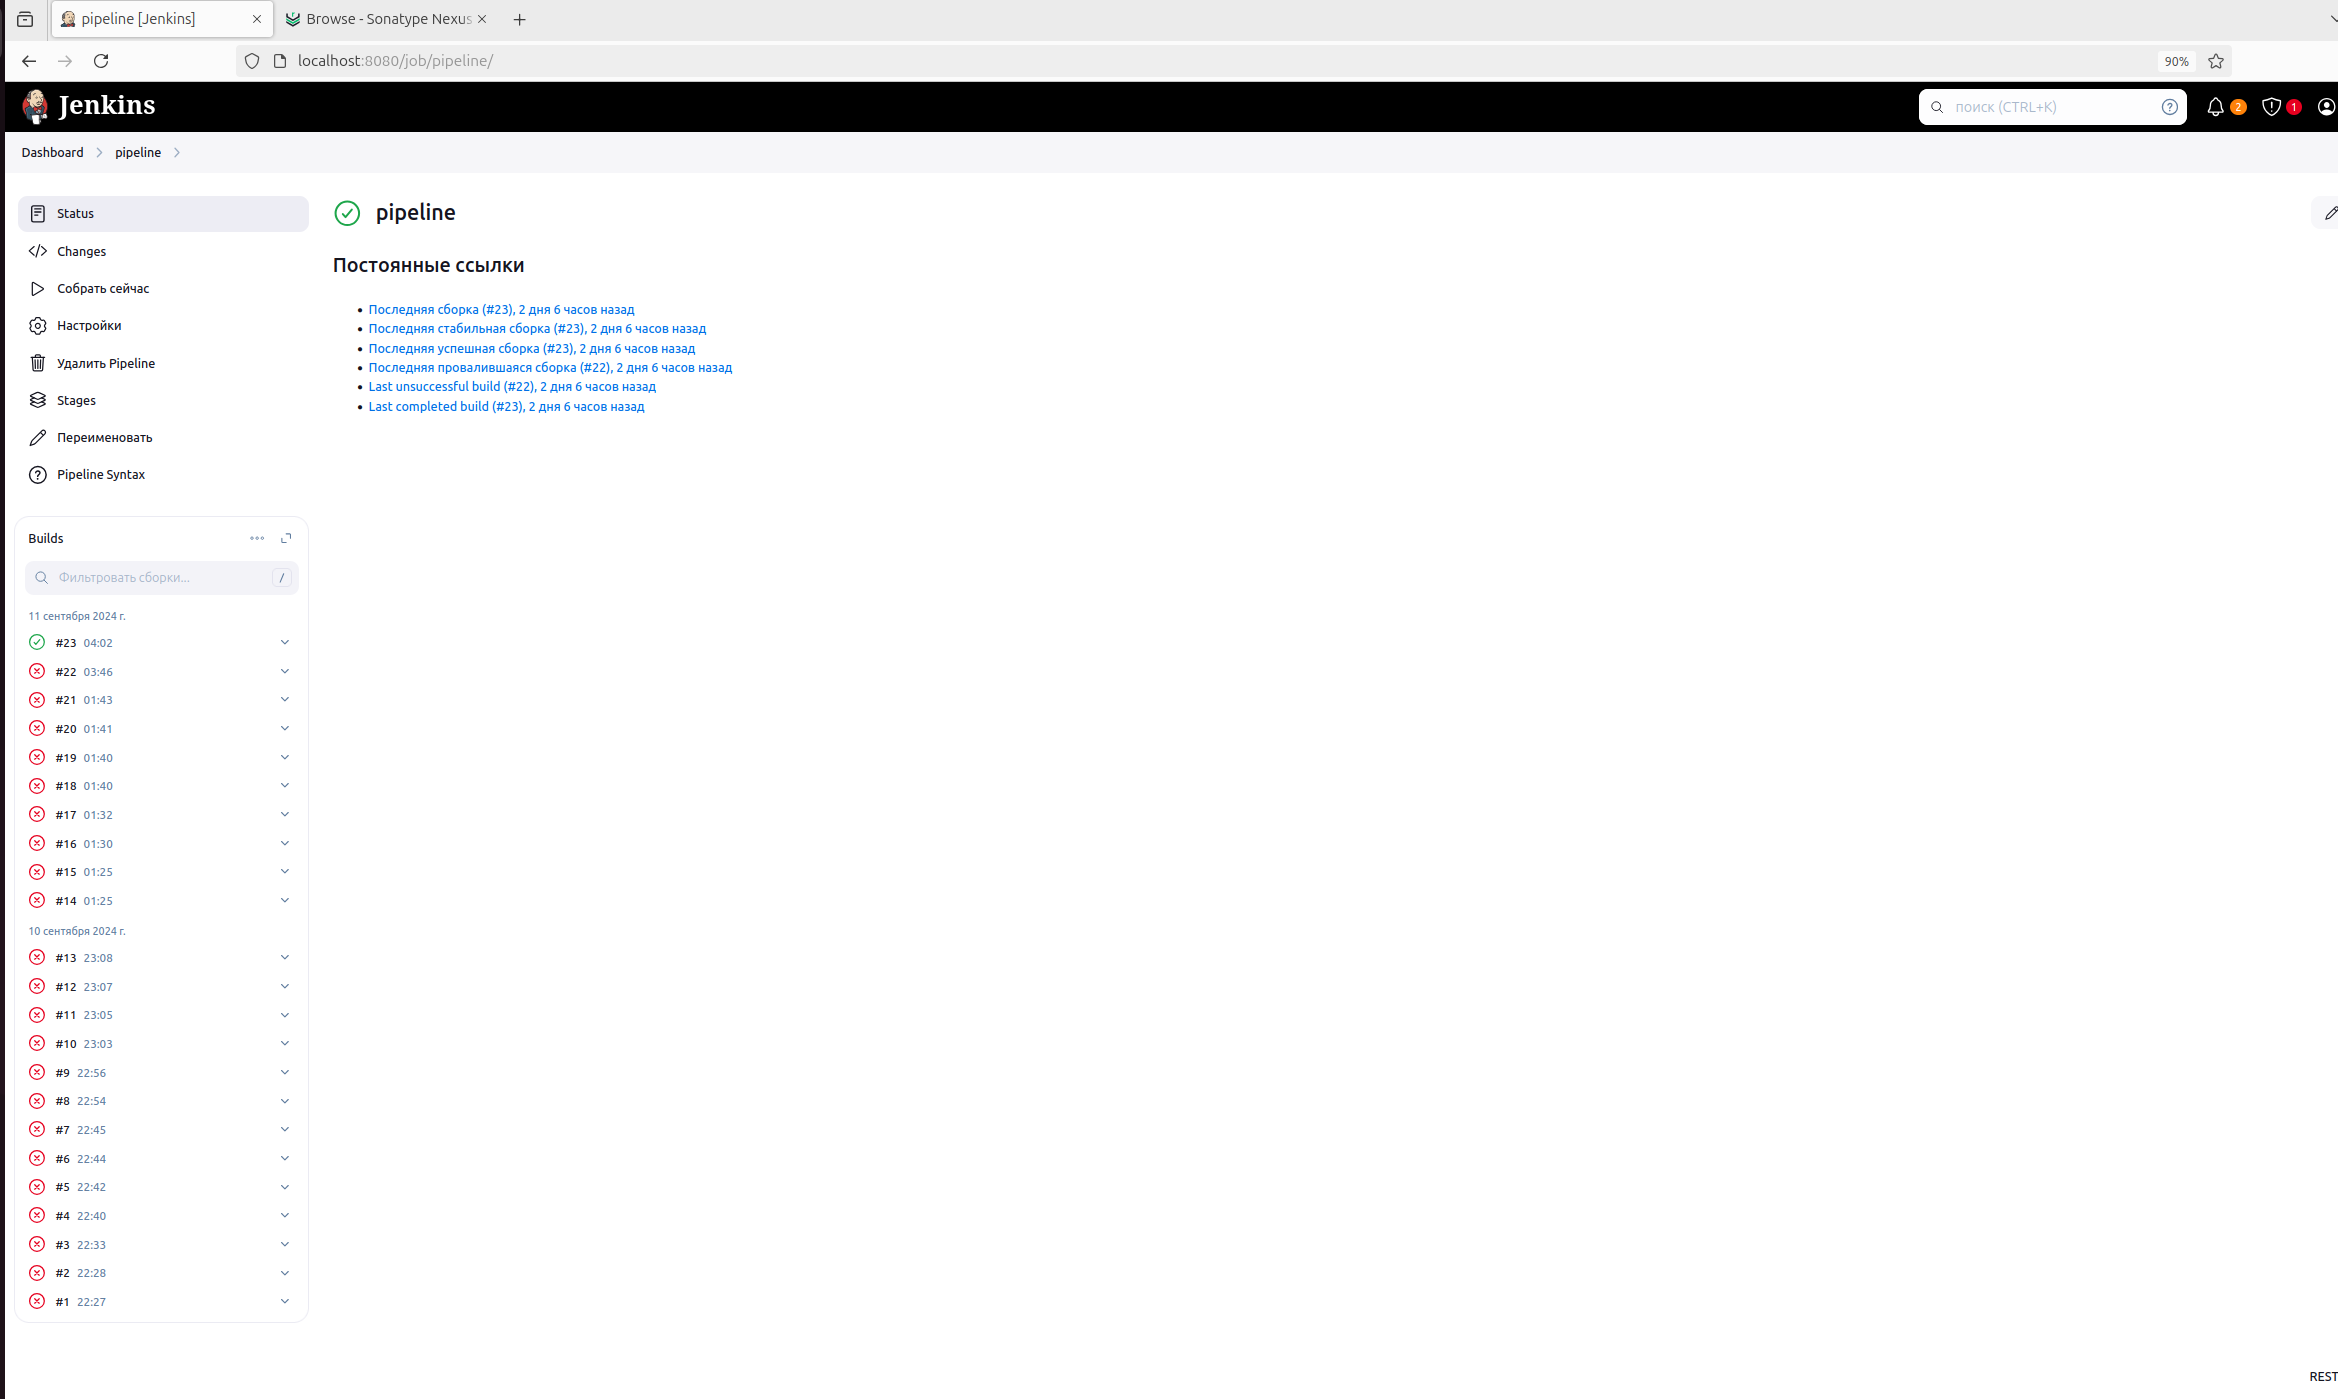 pipeline [Jenkins]
Browse - Sonatype Nexus
localhost:8080/job/pipeline/
90%
Jenkins
поиск (CTRL+K)
2
1
Dashboard
pipeline
Status
Changes
Собрать сейчас
Настройки
Удалить Pipeline
Stages
Переименовать
Pipeline Syntax
pipeline
Постоянные ссылки
Последняя сборка (#23), 2 дня 6 часов назад
Последняя стабильная сборка (#23), 2 дня 6 часов назад
Последняя успешная сборка (#23), 2 дня 6 часов назад
Последняя провалившаяся сборка (#22), 2 дня 6 часов назад
Last unsuccessful build (#22), 2 дня 6 часов назад
Last completed build (#23), 2 дня 6 часов назад
Builds
Фильтровать сборки...
/
11 сентября 2024 г.
#23 04:02
#22 03:46
#21 01:43
#20 01:41
#19 01:40
#18 01:40
#17 01:32
#16 01:30
#15 01:25
#14 01:25
10 сентября 2024 г.
#13 23:08
#12 23:07
#11 23:05
#10 23:03
#9 22:56
#8 22:54
#7 22:45
#6 22:44
#5 22:42
#4 22:40
#3 22:33
#2 22:28
#1 22:27
REST